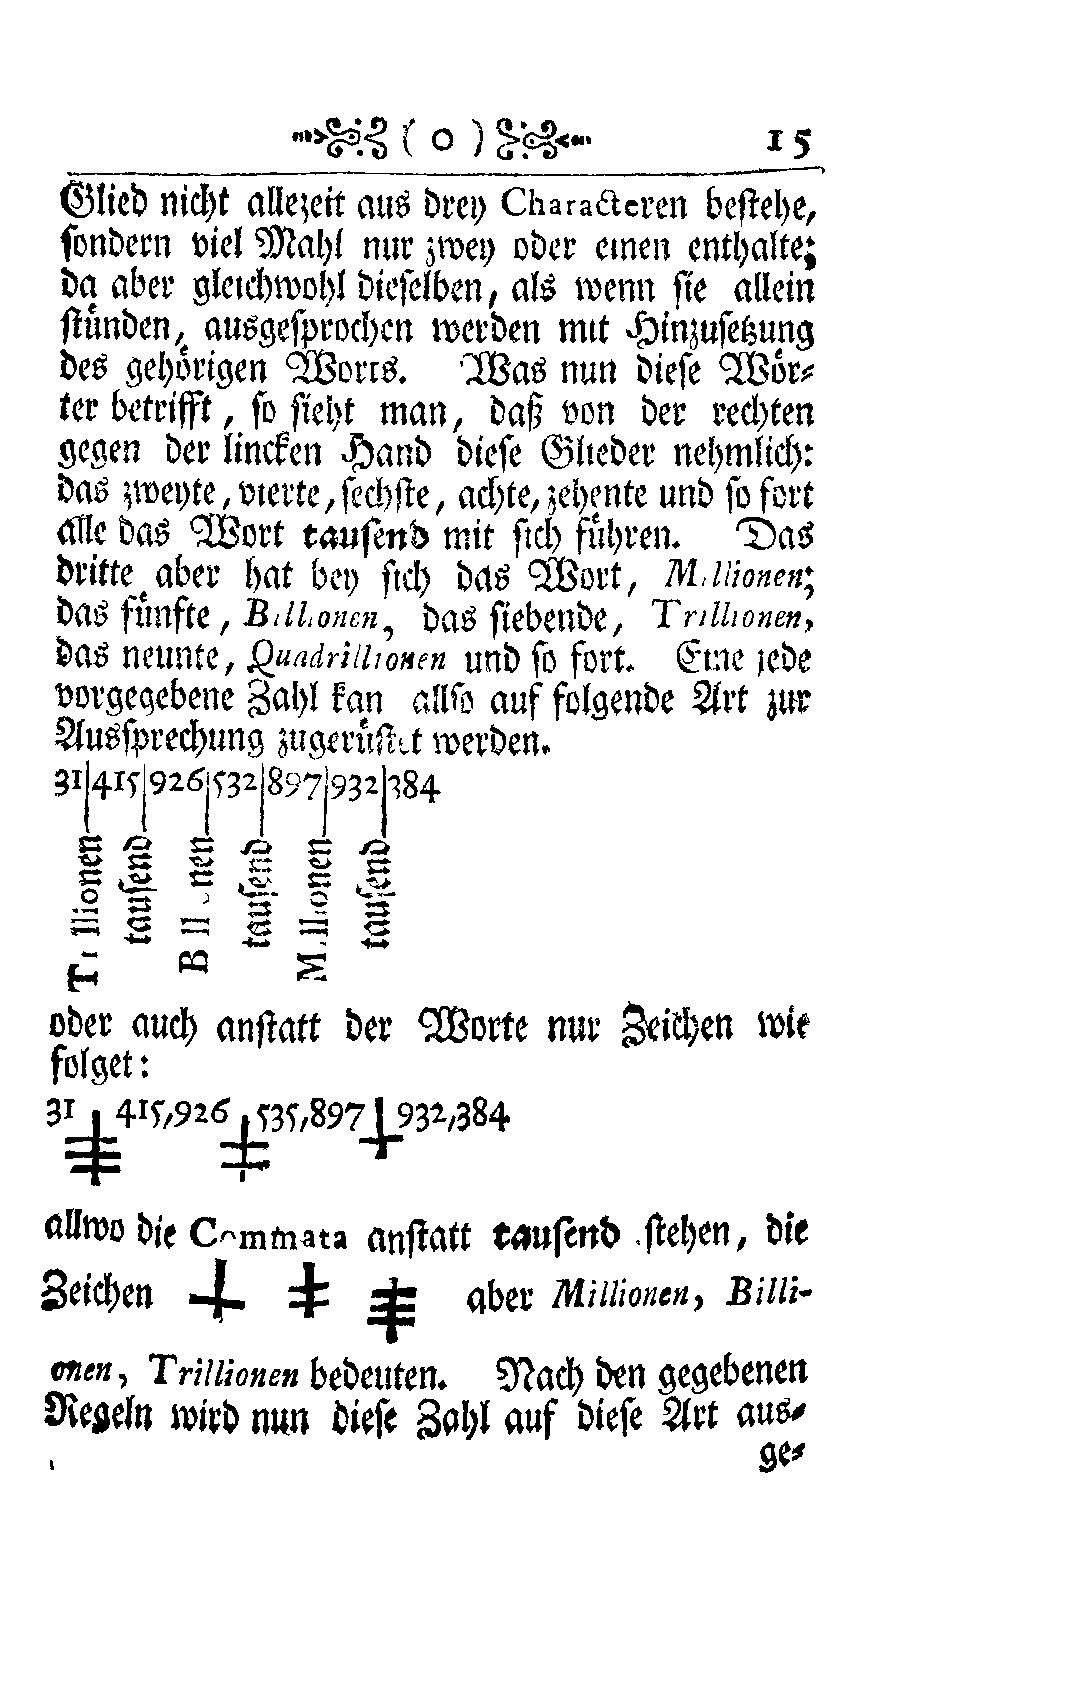 ( o ) 15
Glied nicht allezeit aus drey Characteren bestehe,
sondern viel Mahl nur zwey oder einen enthalte;
da aber gleichwohl dieselben, als wenn sie allein
stünden, ausgesprochen werden mit Hinzusetzung
des gehörigen Worts. Was nun diese Wör-
ter betrifft, so sieht man, daß von der rechten
gegen der lincken Hand diese Glieder nehmlich:
das zweyte, vierte, sechste, achte, zehente und so fort
alle das Wort tausend mit sich führen. Das
dritte aber hat bey sich das Wort, Millionen;
das fünfte, Billionen, das siebende, Trillionen,
das neunte, Quadrillionen und so fort. Eine jede
vorgegebene Zahl kan allso auf folgende Art zur
Aussprechung zugerüstet werden.
31|415|926|532|897|932|384
Trillionen tausend Billionen tausend Millionen tausend
oder auch anstatt der Worte nur Zeichen wie
folget:
31 415,926 535,897 932,384
allwo die Commata anstatt tausend stehen, die
Zeichen aber Millionen, Billi-
onen, Trillionen bedeuten. Nach den gegebenen
Regeln wird nun diese Zahl auf diese Art aus-
ge-